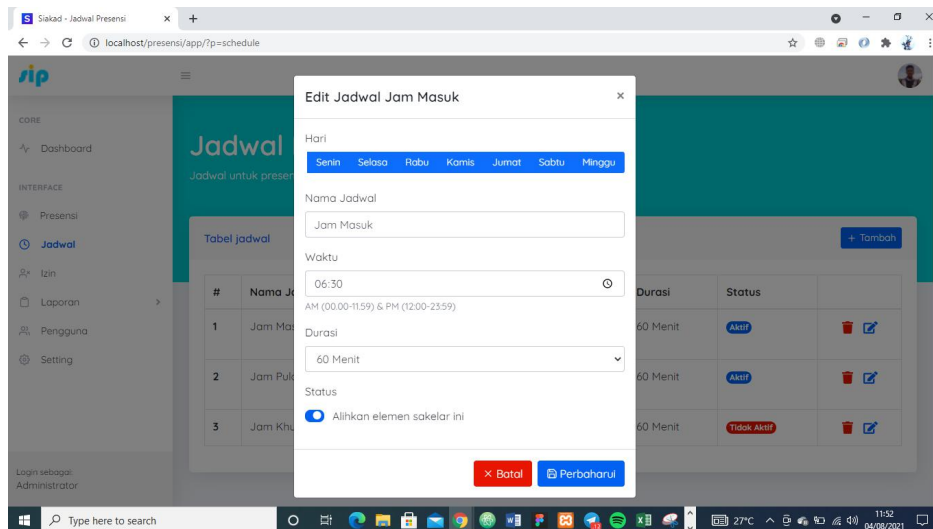 Siakad - Jadwal Presensi
localhost/presensi/app/?p=schedule
sip
CORE
Dashboard
INTERFACE
Presensi
Jadwal
Izin
Laporan
Pengguna
Setting
Login sebagai:
Administrator
Jadwal
Jadwal untuk presen
Tabel jadwal
+ Tambah
# Nama Ja Durasi Status
1 Jam Mas 60 Menit Aktif
2 Jam Pula 60 Menit Aktif
3 Jam Khu 60 Menit Tidak Aktif
Edit Jadwal Jam Masuk
Hari
Senin Selasa Rabu Kamis Jumat Sabtu Minggu
Nama Jadwal
Jam Masuk
Waktu
06:30
AM (00.00-11.59) & PM (12:00-23:59)
Durasi
60 Menit
Status
Alihkan elemen sakelar ini
Batal
Perbaharui
Type here to search
27°C
11:52
04/08/2021